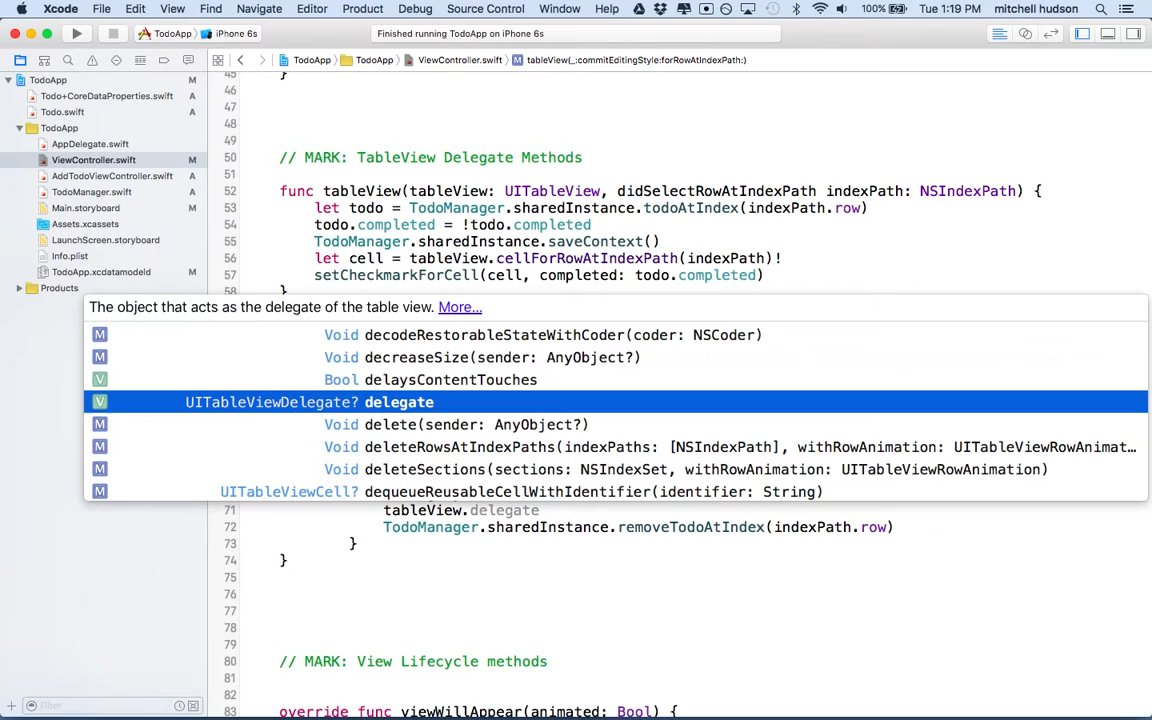 Xcode File Edit View Find Navigate Editor Product Debug Source Control Window Help 100% Tue 1:19 PM mitchell hudson
TodoApp iPhone 6s
Finished running TodoApp on iPhone 6s
TodoApp TodoApp ViewController.swift M tableView(_:commitEditingStyle:forRowAtIndexPath:)
TodoApp M
Todo+CoreDataProperties.swift A
Todo.swift A
TodoApp
AppDelegate.swift
ViewController.swift M
AddTodoViewController.swift A
TodoManager.swift A
Main.storyboard M
Assets.xcassets
LaunchScreen.storyboard
Info.plist
TodoApp.xcdatamodeld M
Products
Filter
45 }
46
47
48
49
50 // MARK: TableView Delegate Methods
51
52 func tableView(tableView: UITableView, didSelectRowAtIndexPath indexPath: NSIndexPath) {
53 let todo = TodoManager.sharedInstance.todoAtIndex(indexPath.row)
54 todo.completed = !todo.completed
55 TodoManager.sharedInstance.saveContext()
56 let cell = tableView.cellForRowAtIndexPath(indexPath)!
57 setCheckmarkForCell(cell, completed: todo.completed)
58 }
The object that acts as the delegate of the table view. More...
M Void decodeRestorableStateWithCoder(coder: NSCoder)
M Void decreaseSize(sender: AnyObject?)
V Bool delaysContentTouches
V UITableViewDelegate? delegate
M Void delete(sender: AnyObject?)
M Void deleteRowsAtIndexPaths(indexPaths: [NSIndexPath], withRowAnimation: UITableViewRowAnimat...
M Void deleteSections(sections: NSIndexSet, withRowAnimation: UITableViewRowAnimation)
M UITableViewCell? dequeueReusableCellWithIdentifier(identifier: String)
71 tableView.delegate
72 TodoManager.sharedInstance.removeTodoAtIndex(indexPath.row)
73 }
74 }
75
76
77
78
79
80 // MARK: View Lifecycle methods
81
82
83 override func viewWillAppear(animated: Bool) {